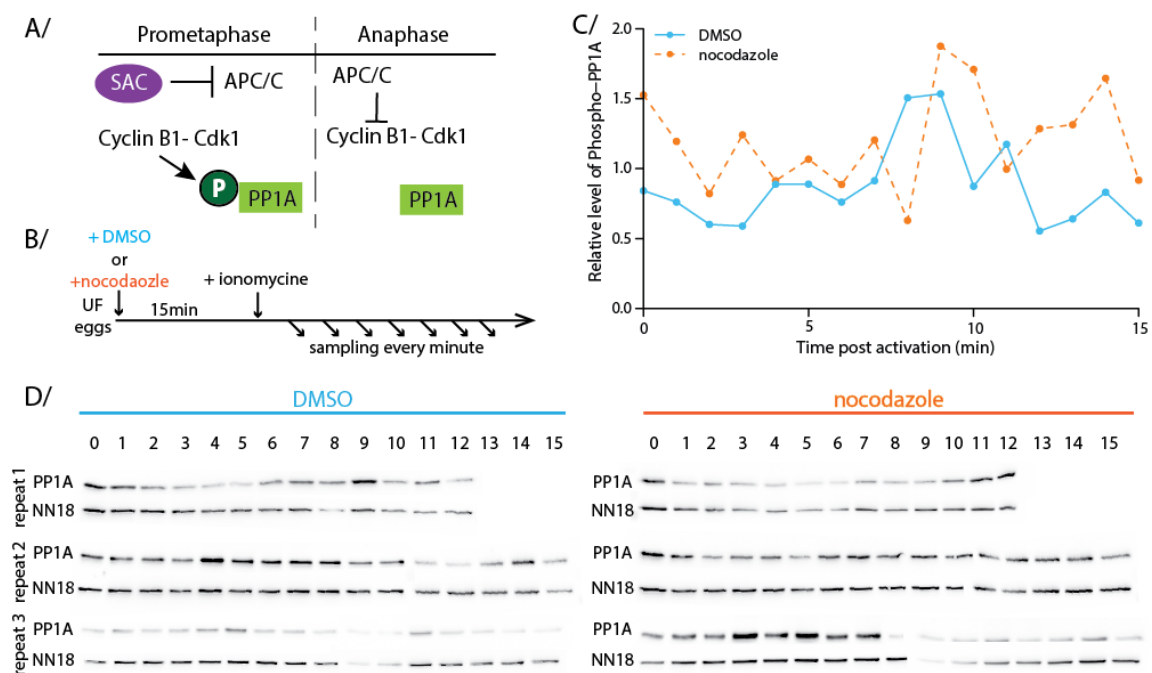 A/
Prometaphase Anaphase
SAC APC/C APC/C
Cyclin B1- Cdk1 Cyclin B1- Cdk1
P PP1A PP1A
B/
+ DMSO
or
+nocodaozle + ionomycine
UF 15min
eggs
sampling every minute
C/
DMSO
nocodazole
Relative level of Phospho–PP1A
2.0
1.5
1.0
0.5
0.0
0 5 10 15
Time post activation (min)
D/
DMSO
0 1 2 3 4 5 6 7 8 9 10 11 12 13 14 15
repeat 1
PP1A
NN18
repeat 2
PP1A
NN18
repeat 3
PP1A
NN18
nocodazole
0 1 2 3 4 5 6 7 8 9 10 11 12 13 14 15
PP1A
NN18
PP1A
NN18
PP1A
NN18